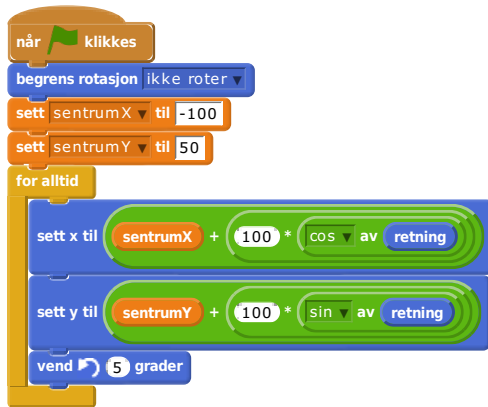 når klikkes
begrens rotasjon ikke roter
sett sentrumX til -100
sett sentrumY til 50
for alltid
sett x til sentrumX + 100 * cos av retning
sett y til sentrumY + 100 * sin av retning
vend 5 grader